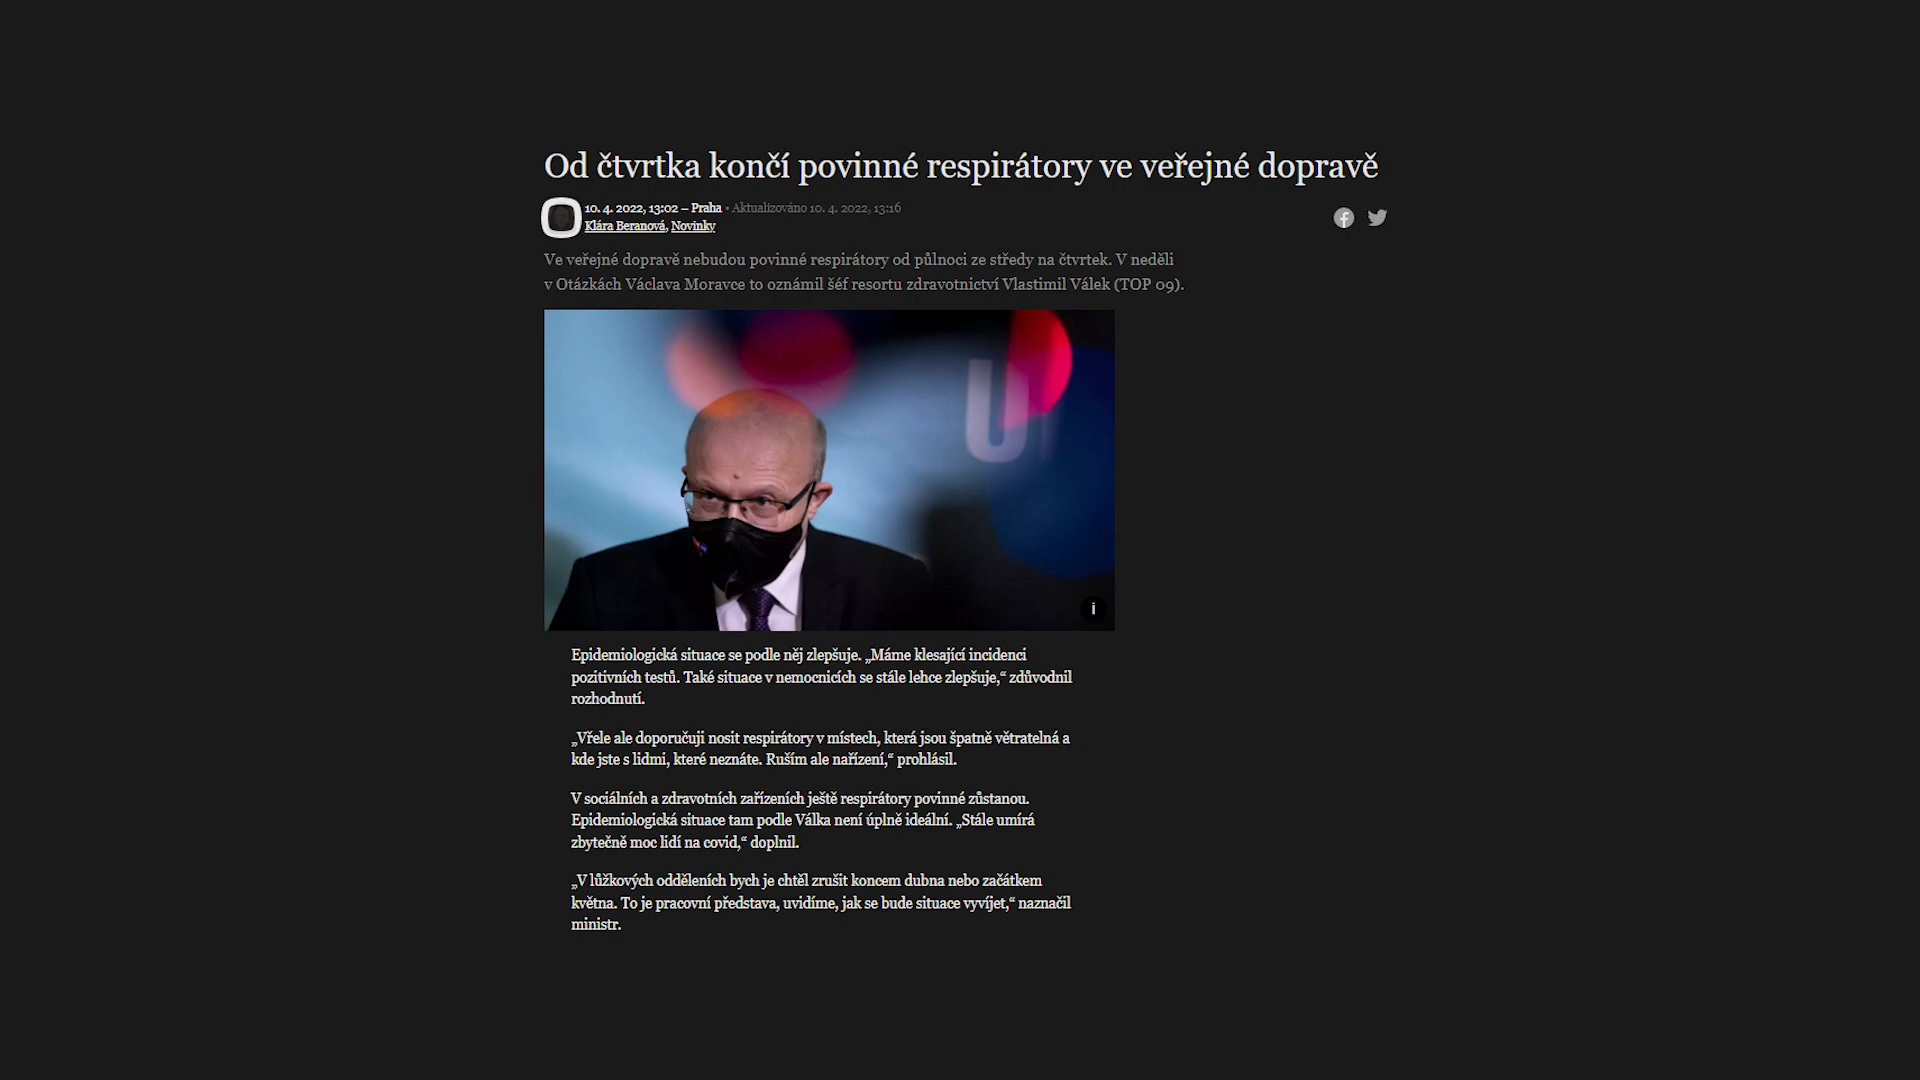 Od čtvrtka končí povinné respirátory ve veřejné dopravě
10. 4. 2022, 13:02 – Praha • Aktualizováno 10. 4. 2022, 13:16
Klára Beranová, Novinky
Ve veřejné dopravě nebudou povinné respirátory od půlnoci ze středy na čtvrtek. V neděli
v Otázkách Václava Moravce to oznámil šéf resortu zdravotnictví Vlastimil Válek (TOP 09).
U
i
Epidemiologická situace se podle něj zlepšuje. „Máme klesající incidenci
pozitivních testů. Také situace v nemocnicích se stále lehce zlepšuje,“ zdůvodnil
rozhodnutí.
„Vřele ale doporučuji nosit respirátory v místech, která jsou špatně větratelná a
kde jste s lidmi, které neznáte. Ruším ale nařízení,“ prohlásil.
V sociálních a zdravotních zařízeních ještě respirátory povinné zůstanou.
Epidemiologická situace tam podle Válka není úplně ideální. „Stále umírá
zbytečně moc lidí na covid,“ doplnil.
„V lůžkových odděleních bych je chtěl zrušit koncem dubna nebo začátkem
května. To je pracovní představa, uvidíme, jak se bude situace vyvíjet,“ naznačil
ministr.